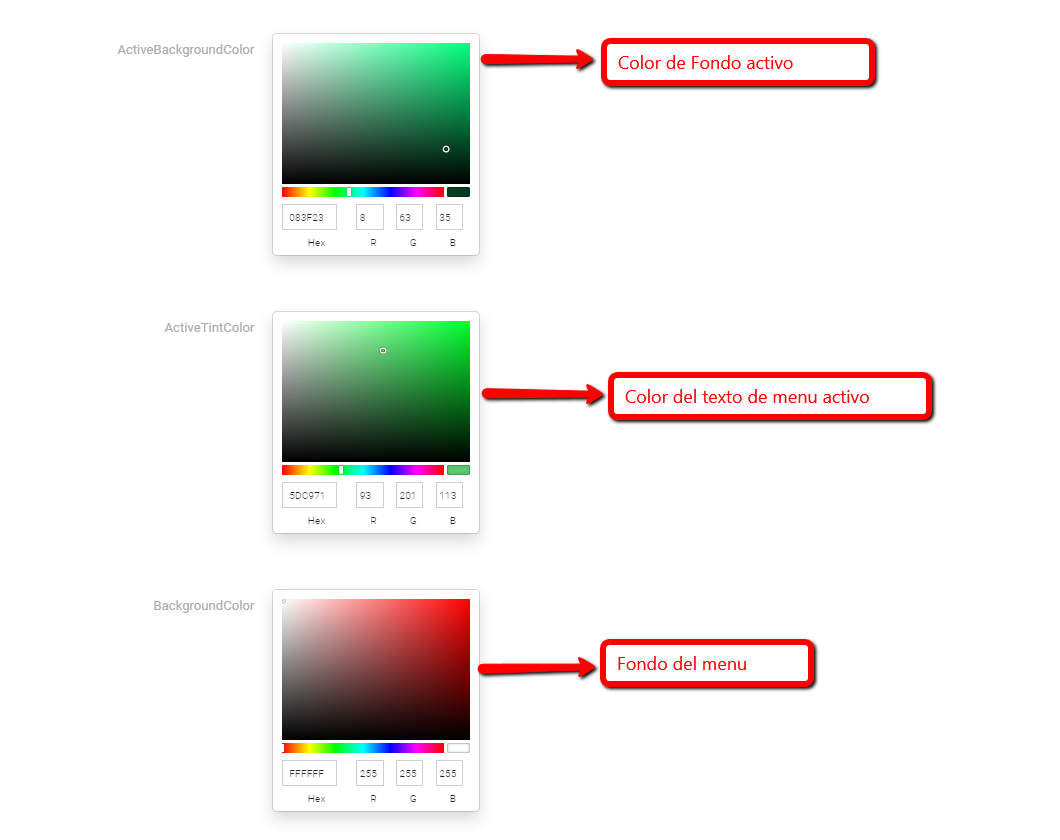 ActiveBackgroundColor
Color de Fondo activo
083F23 8 63 35
Hex R G B
ActiveTintColor
Color del texto de menu activo
5DC971 93 201 113
Hex R G B
BackgroundColor
Fondo del menu
FFFFFF 255 255 255
Hex R G B